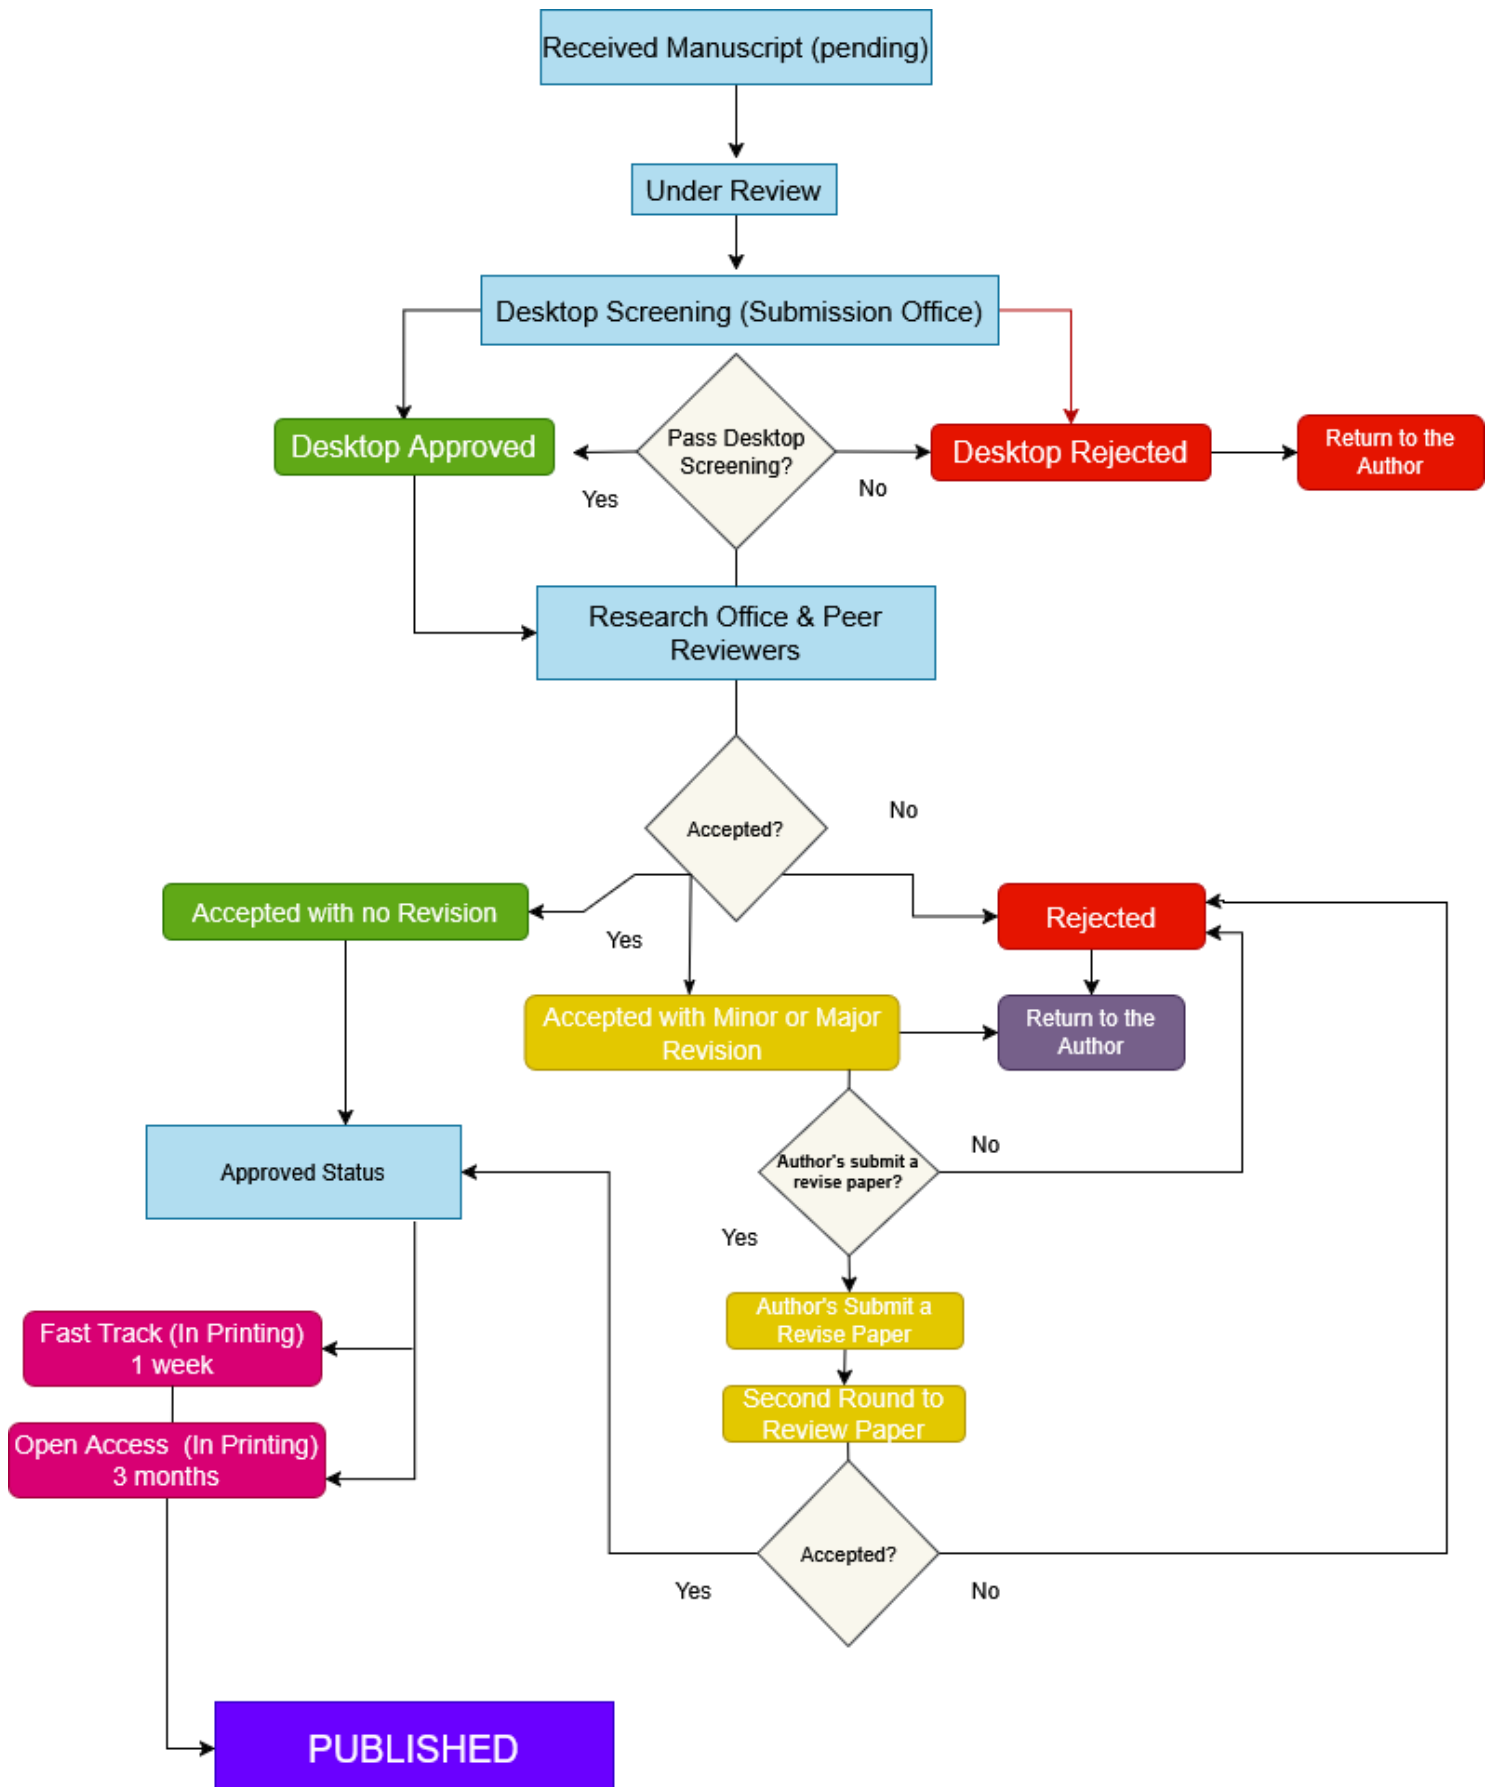 Received Manuscript (pending)
Under Review
Desktop Screening (Submission Office)
Pass Desktop
Screening?
Desktop Approved
Yes
No
Desktop Rejected
Return to the
Author
Research Office & Peer
Reviewers
Accepted?
No
Accepted with no Revision
Yes
Rejected
Accepted with Minor or Major
Revision
Return to the
Author
Approved Status
Author's submit a
revise paper?
No
Yes
Author's Submit a
Revise Paper
Fast Track (In Printing)
1 week
Second Round to
Review Paper
Open Access  (In Printing)
3 months
Accepted?
Yes
No
PUBLISHED